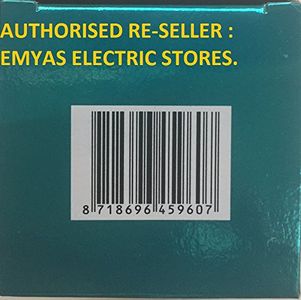 AUTHORISED RE-SELLER :
EMYAS ELECTRIC STORES.
8 718696 459607